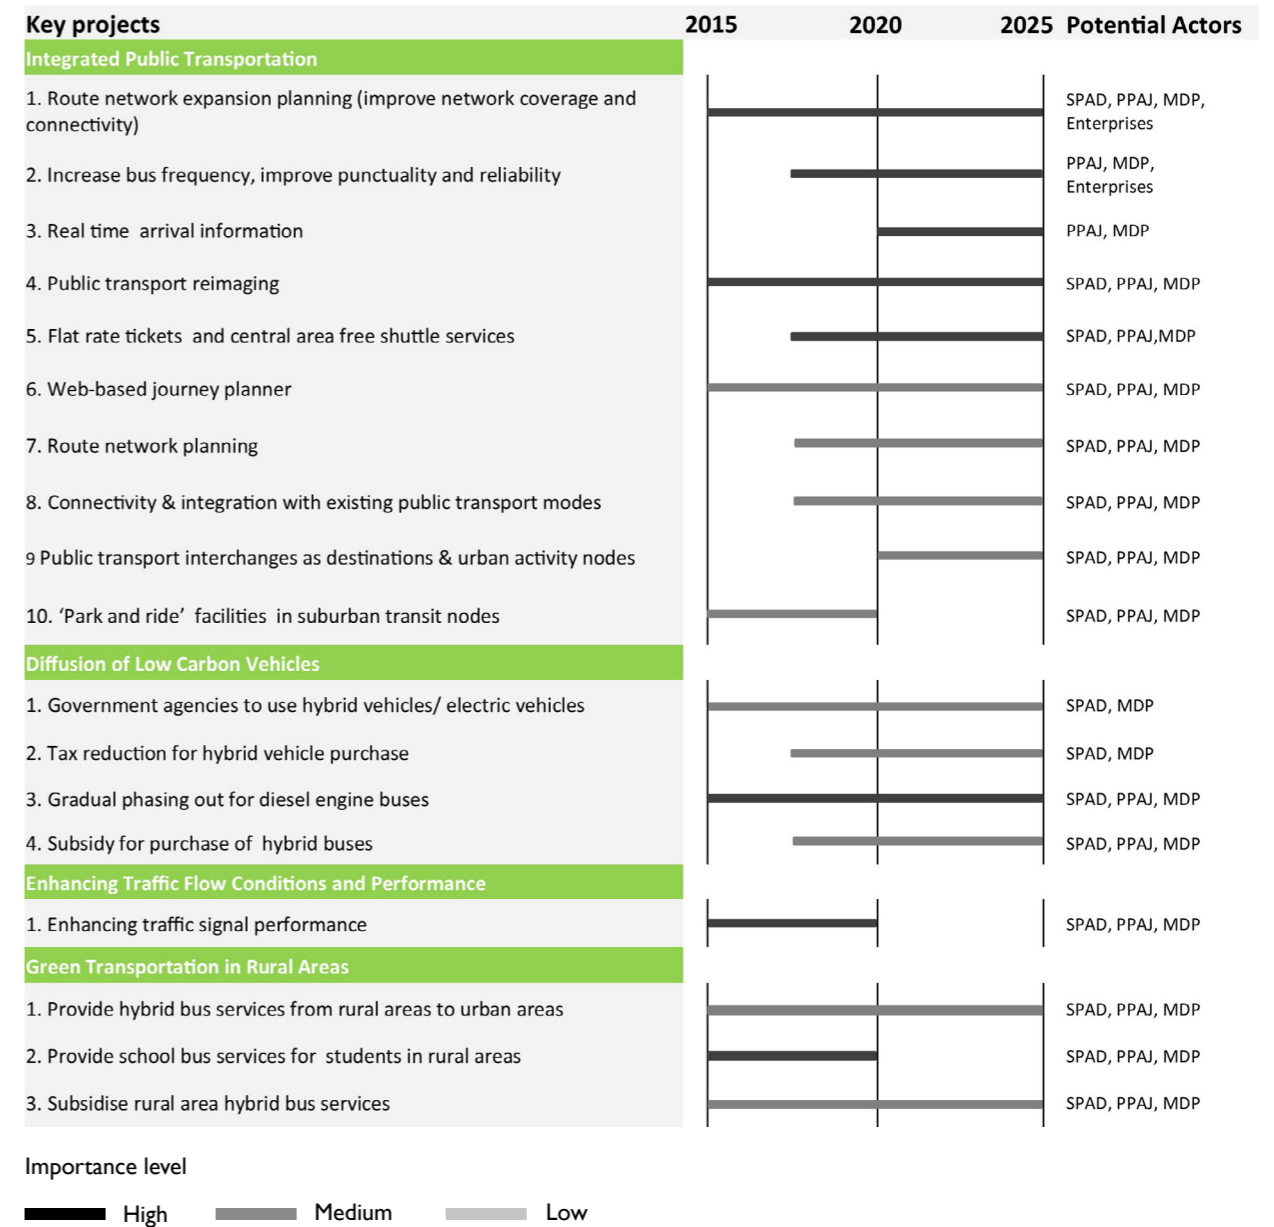 Key projects 2015 2020 2025 Potential Actors
Integrated Public Transportation
1. Route network expansion planning (improve network coverage and
connectivity)
SPAD, PPAJ, MDP,
Enterprises
2. Increase bus frequency, improve punctuality and reliability
PPAJ, MDP,
Enterprises
3. Real time arrival information PPAJ, MDP
4. Public transport reimaging SPAD, PPAJ, MDP
5. Flat rate tickets and central area free shuttle services SPAD, PPAJ,MDP
6. Web-based journey planner SPAD, PPAJ, MDP
7. Route network planning SPAD, PPAJ, MDP
8. Connectivity & integration with existing public transport modes SPAD, PPAJ, MDP
9 Public transport interchanges as destinations & urban activity nodes SPAD, PPAJ, MDP
10. ‘Park and ride’ facilities in suburban transit nodes SPAD, PPAJ, MDP
Diffusion of Low Carbon Vehicles
1. Government agencies to use hybrid vehicles/ electric vehicles SPAD, MDP
2. Tax reduction for hybrid vehicle purchase SPAD, MDP
3. Gradual phasing out for diesel engine buses SPAD, PPAJ, MDP
4. Subsidy for purchase of hybrid buses SPAD, PPAJ, MDP
Enhancing Traffic Flow Conditions and Performance
1. Enhancing traffic signal performance SPAD, PPAJ, MDP
Green Transportation in Rural Areas
1. Provide hybrid bus services from rural areas to urban areas SPAD, PPAJ, MDP
2. Provide school bus services for students in rural areas SPAD, PPAJ, MDP
3. Subsidise rural area hybrid bus services SPAD, PPAJ, MDP
Importance level
High Medium Low